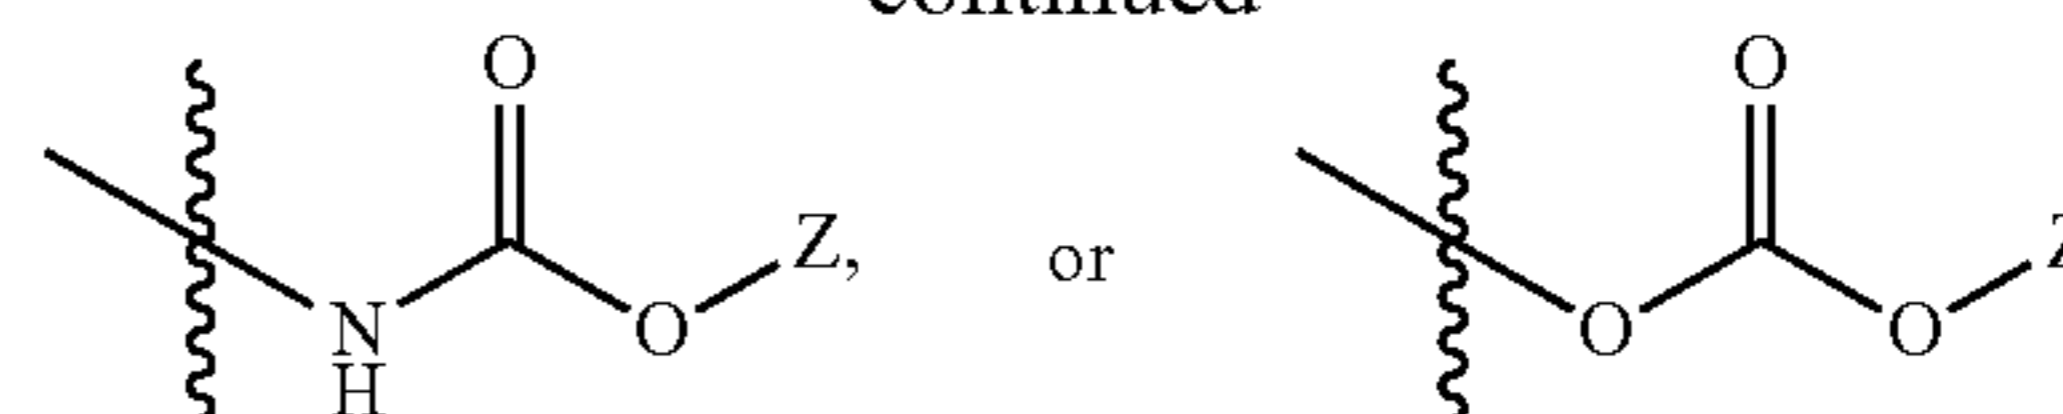 continued
O O
Z, or
N O O O
H